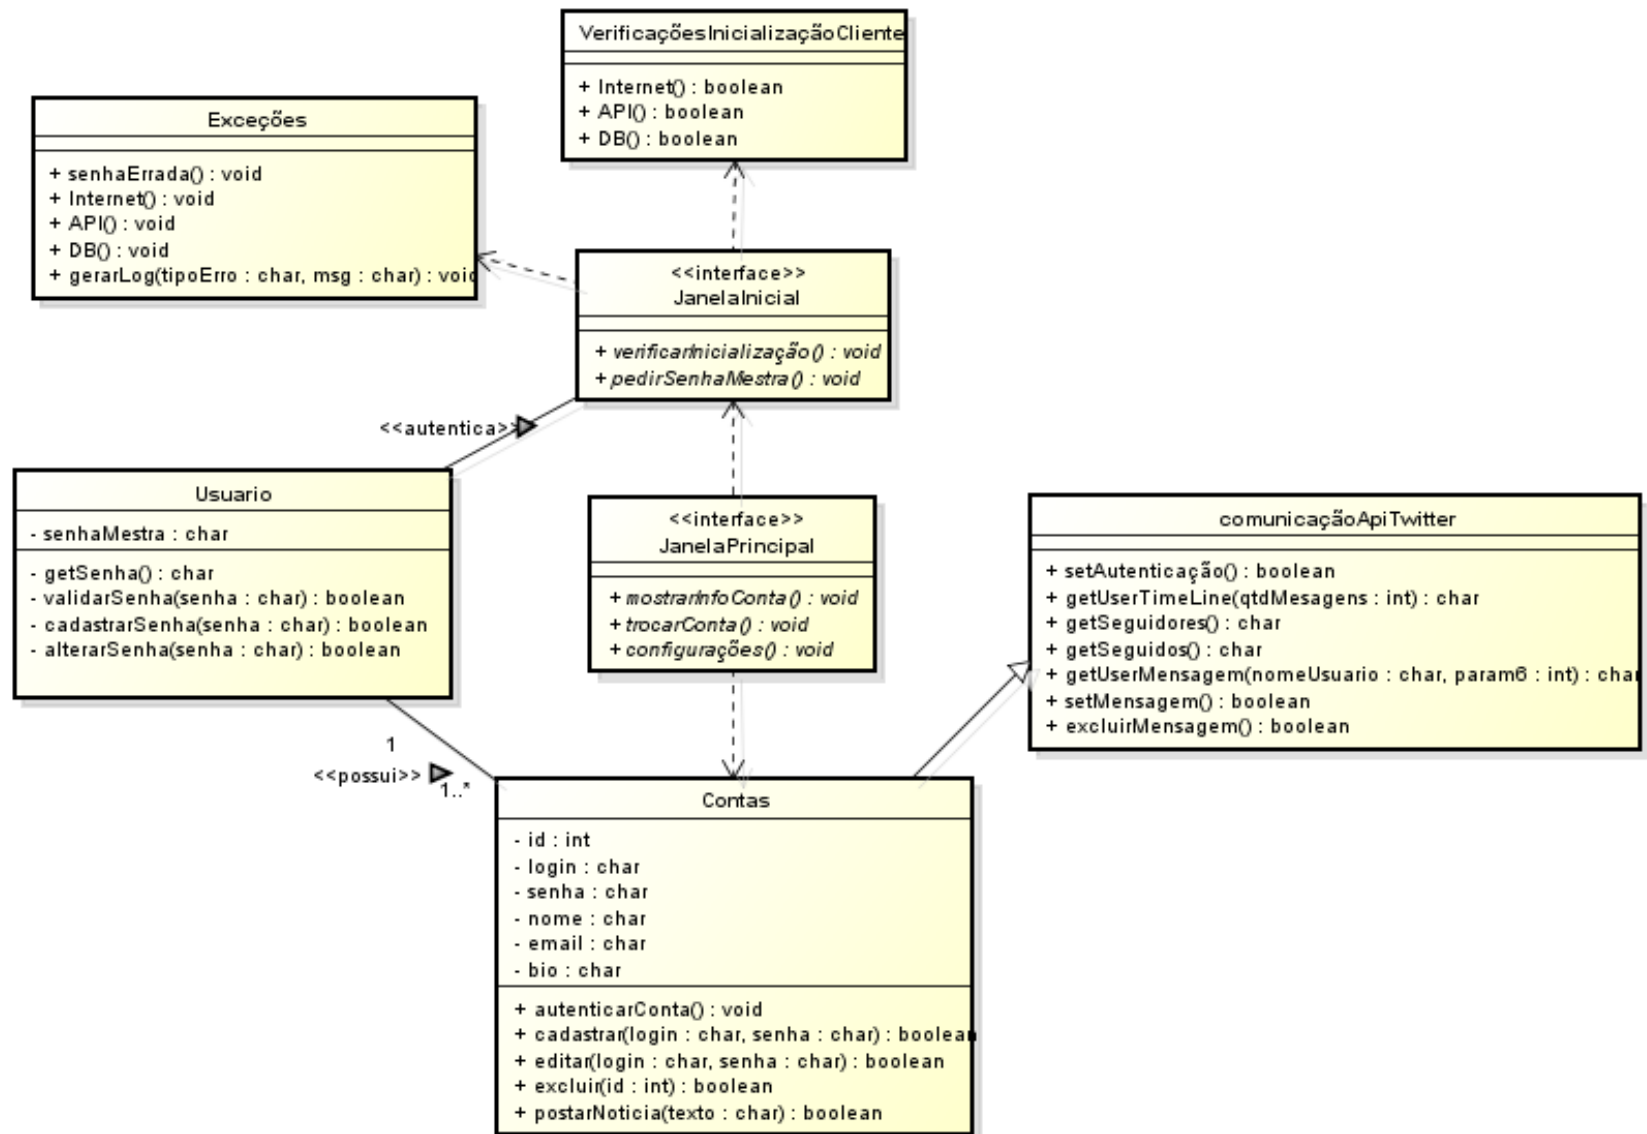 VerificaçõesInicializaçãoCliente
+ Internet() : boolean
+ API() : boolean
+ DB() : boolean
Exceções
+ senhaErrada() : void
+ Internet() : void
+ API() : void
+ DB() : void
+ gerarLog(tipoErro : char, msg : char) : void
<<interface>>
JanelaInicial
+ verificarInicialização() : void
+ pedirSenhaMestra() : void
<<autentica>>
Usuario
- senhaMestra : char
- getSenha() : char
- validarSenha(senha : char) : boolean
- cadastrarSenha(senha : char) : boolean
- alterarSenha(senha : char) : boolean
<<interface>>
JanelaPrincipal
+ mostrarInfoConta() : void
+ trocarConta() : void
+ configurações() : void
comunicaçãoApiTwitter
+ setAutenticação() : boolean
+ getUserTimeLine(qtdMesagens : int) : char
+ getSeguidores() : char
+ getSeguidos() : char
+ getUserMensagem(nomeUsuario : char, param6 : int) : char
+ setMensagem() : boolean
+ excluirMensagem() : boolean
1
<<possui>>
1..*
Contas
- id : int
- login : char
- senha : char
- nome : char
- email : char
- bio : char
+ autenticarConta() : void
+ cadastrar(login : char, senha : char) : boolean
+ editar(login : char, senha : char) : boolean
+ excluir(id : int) : boolean
+ postarNoticia(texto : char) : boolean